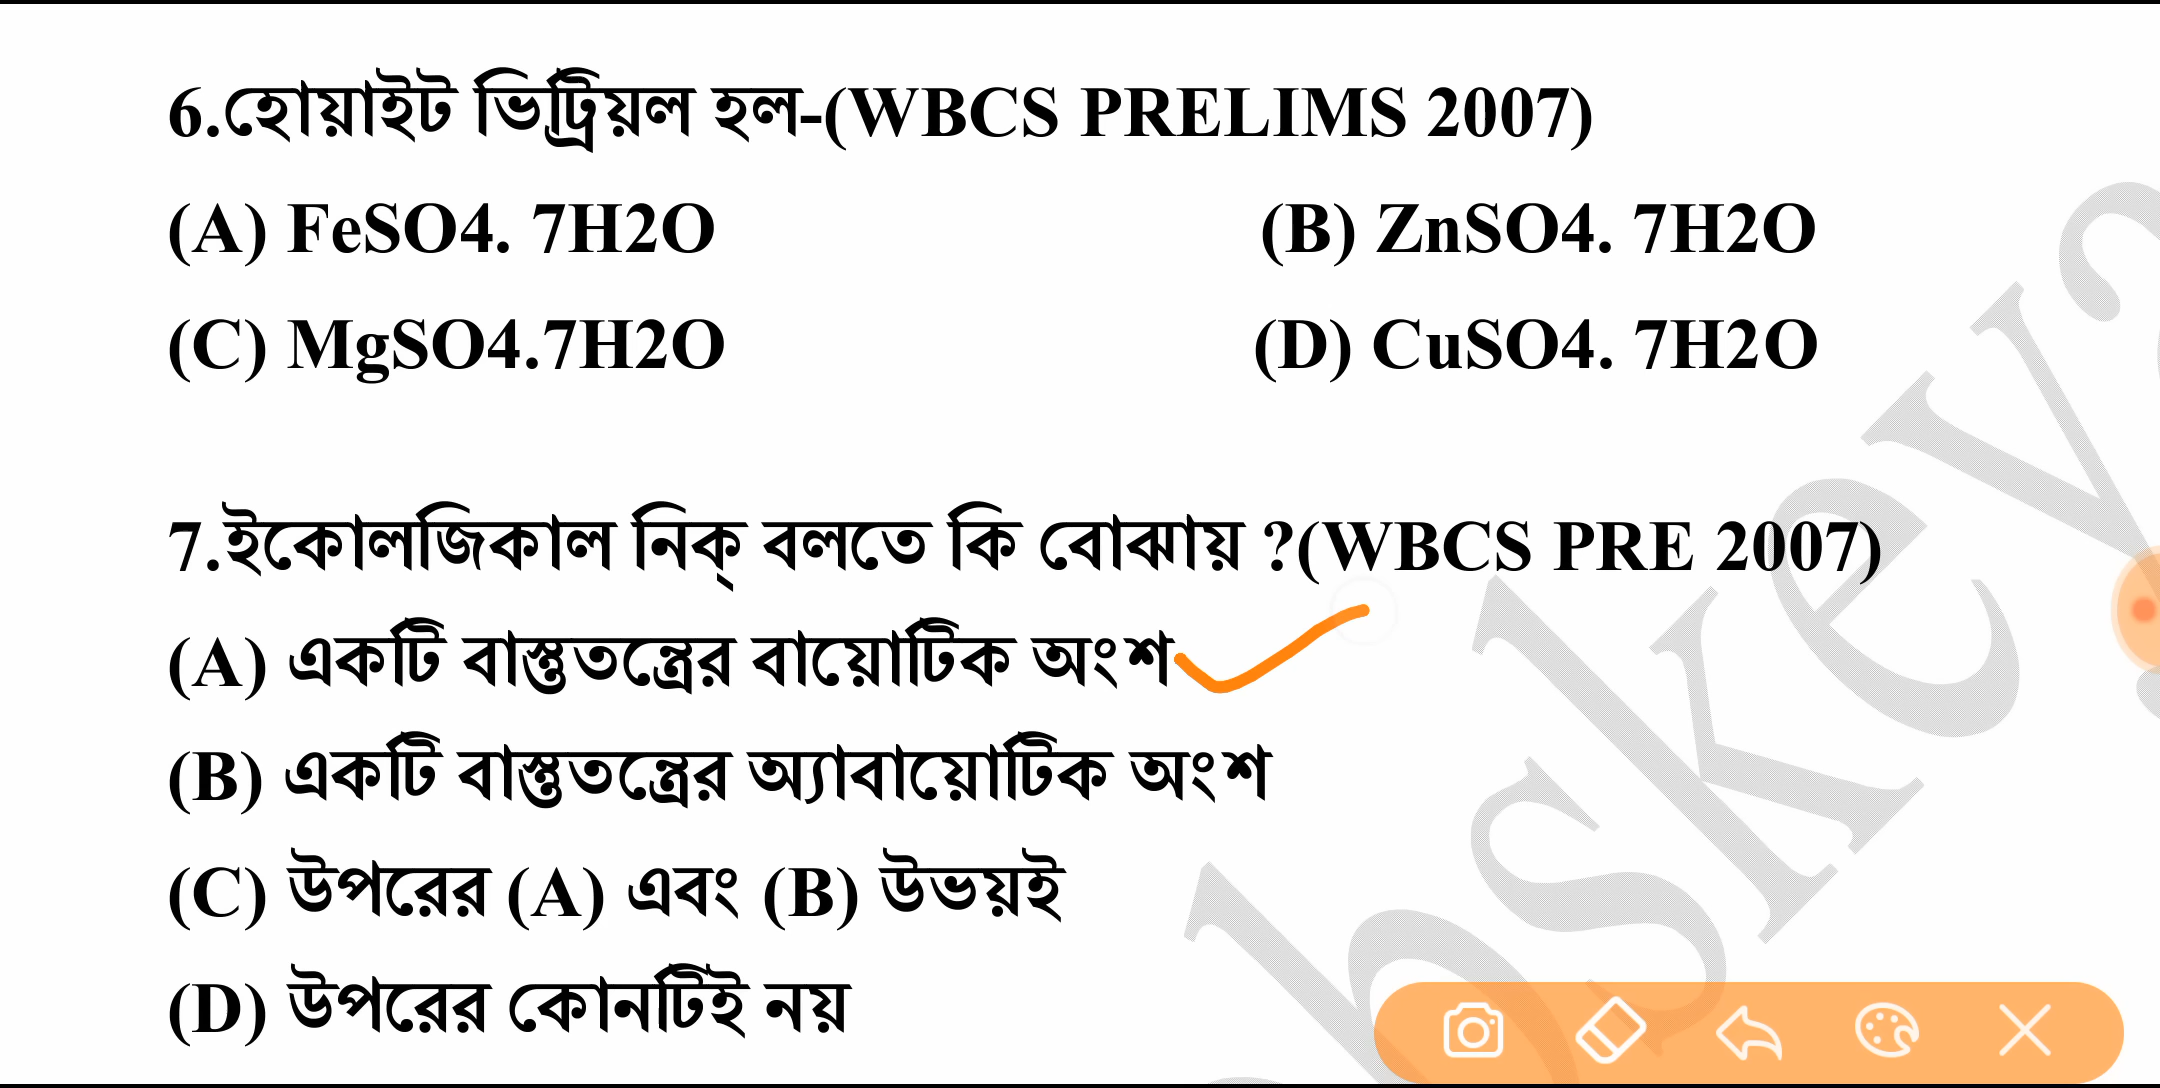 6.হোয়াইট ভিট্রিয়ল হল-(WBCS PRELIMS 2007)
(A) FeSO4. 7H2O (B) ZnSO4. 7H2O
(C) MgSO4.7H2O (D) CuSO4. 7H2O
7.ইকোলজিকাল নিক্ বলতে কি বোঝায় ?(WBCS PRE 2007)
(A) একটি বাস্তুতন্ত্রের বায়োটিক অংশ
(B) একটি বাস্তুতন্ত্রের অ্যাবায়োটিক অংশ
(C) উপরের (A) এবং (B) উভয়ই
(D) উপরের কোনটিই নয়